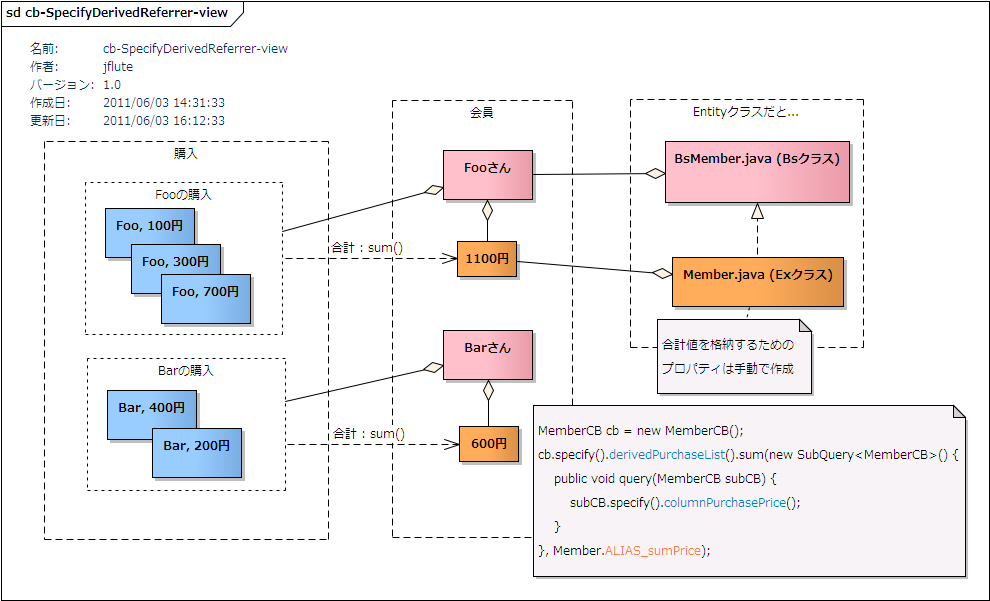 sd cb-SpecifyDerivedReferrer-view
名前: cb-SpecifyDerivedReferrer-view
作者: jflute
バージョン: 1.0
作成日: 2011/06/03 14:31:33
更新日: 2011/06/03 16:12:33
購入
Fooの購入
Foo, 100円
Foo, 300円
Foo, 700円
Barの購入
Bar, 400円
Bar, 200円
合計：sum()
合計：sum()
会員
Fooさん
1100円
Barさん
600円
Entityクラスだと...
BsMember.java (Bsクラス)
Member.java (Exクラス)
合計値を格納するための
プロパティは手動で作成
MemberCB cb = new MemberCB();
cb.specify().derivedPurchaseList().sum(new SubQuery<MemberCB>() {
public void query(MemberCB subCB) {
subCB.specify().columnPurchasePrice();
}
}, Member.ALIAS_sumPrice);